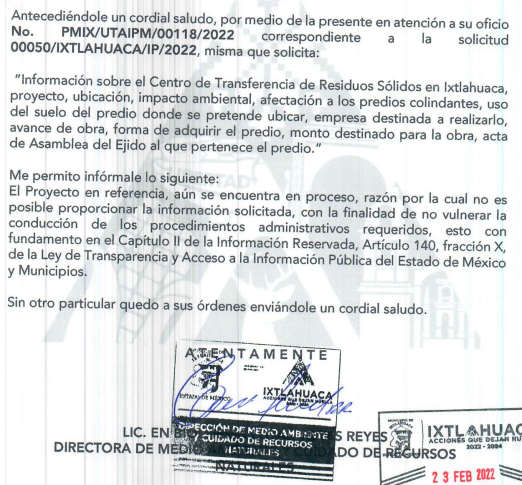 Antecediéndole un cordial saludo, por medio de la presente en atención a su oficio
No. PMIX/UTAIPM/00118/2022 correspondiente a la solicitud
00050/IXTLAHUACA/IP/2022, misma que solicita:
“Información sobre el Centro de Transferencia de Residuos Sólidos en Ixtlahuaca,
proyecto, ubicación, impacto ambiental, afectación a los predios colindantes, uso
del suelo del predio donde se pretende ubicar, empresa destinada a realizarlo,
avance de obra, forma de adquirir el predio, monto destinado para la obra, acta
de Asamblea del Ejido al que pertenece el predio.”
Me permito infórmale lo siguiente:
El Proyecto en referencia, aún se encuentra en proceso, razón por la cual no es
posible proporcionar la información solicitada, con la finalidad de no vulnerar la
conducción de los procedimientos administrativos requeridos, esto con
fundamento en el Capítulo II de la Información Reservada, Artículo 140, fracción X,
de la Ley de Transparencia y Acceso a la Información Pública del Estado de México
y Municipios.
Sin otro particular quedo a sus órdenes enviándole un cordial saludo.
ATENTAMENTE
ESTADO DE MÉXICO
IXTLAHUACA
ACCIONES QUE DEJAN HUELLA
DIRECCIÓN DE MEDIO AMBIENTE
Y CUIDADO DE RECURSOS
NATURALES
LIC. EN REYES
DIRECTORA DE MEDIO CUIDADO DE RECURSOS
NATURALES
IXTLAHUAC
ACCIONES QUE DEJAN HU
2022 - 2024
23 FEB 2022